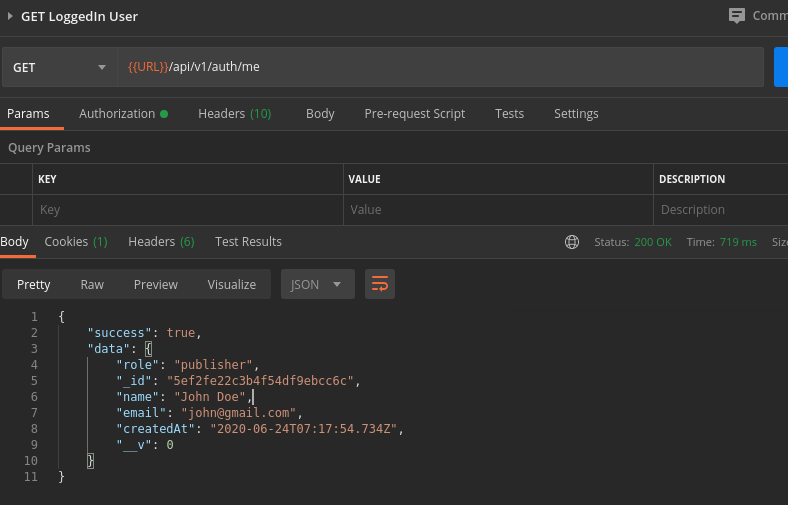 GET LoggedIn User
Comm
GET {{URL}}/api/v1/auth/me
Params Authorization Headers (10) Body Pre-request Script Tests Settings
Query Params
KEY VALUE DESCRIPTION
Key Value Description
Body Cookies (1) Headers (6) Test Results Status: 200 OK Time: 719 ms Size
Pretty Raw Preview Visualize JSON
1 {
2 "success": true,
3 "data": {
4 "role": "publisher",
5 "_id": "5ef2fe22c3b4f54df9ebcc6c",
6 "name": "John Doe",
7 "email": "john@gmail.com",
8 "createdAt": "2020-06-24T07:17:54.734Z",
9 "__v": 0
10 }
11 }